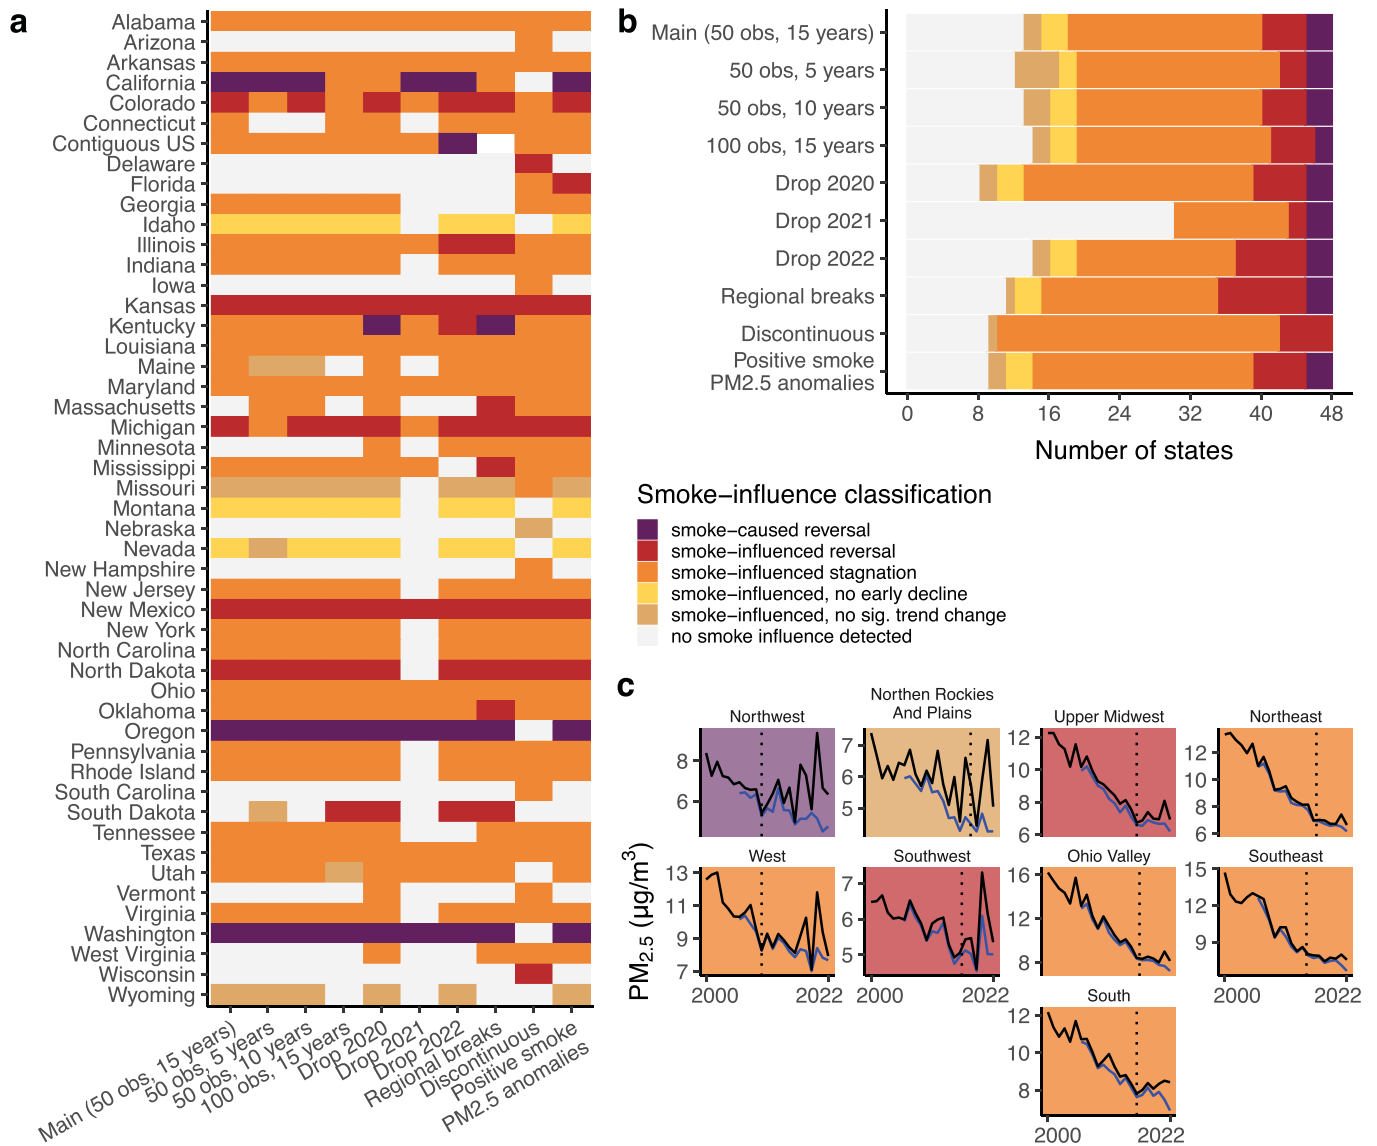 a
Alabama
Arizona
Arkansas
California
Colorado
Connecticut
Contiguous US
Delaware
Florida
Georgia
Idaho
Illinois
Indiana
Iowa
Kansas
Kentucky
Louisiana
Maine
Maryland
Massachusetts
Michigan
Minnesota
Mississippi
Missouri
Montana
Nebraska
Nevada
New Hampshire
New Jersey
New Mexico
New York
North Carolina
North Dakota
Ohio
Oklahoma
Oregon
Pennsylvania
Rhode Island
South Carolina
South Dakota
Tennessee
Texas
Utah
Vermont
Virginia
Washington
West Virginia
Wisconsin
Wyoming
Main (50 obs, 15 years)
50 obs, 5 years
50 obs, 10 years
100 obs, 15 years
Drop 2020
Drop 2021
Drop 2022
Regional breaks
Discontinuous
Positive smoke
PM2.5 anomalies
b
Main (50 obs, 15 years)
50 obs, 5 years
50 obs, 10 years
100 obs, 15 years
Drop 2020
Drop 2021
Drop 2022
Regional breaks
Discontinuous
Positive smoke
PM2.5 anomalies
0 8 16 24 32 40 48
Number of states
Smoke−influence classification
smoke−caused reversal
smoke−influenced reversal
smoke−influenced stagnation
smoke−influenced, no early decline
smoke−influenced, no sig. trend change
no smoke influence detected
c
PM2.5 (µg/m³)
Northwest
8
6
Northen Rockies
And Plains
7
6
5
Upper Midwest
12
10
8
6
Northeast
12
10
8
6
West
13
11
9
7
2000 2022
Southwest
7
6
5
2000 2022
Ohio Valley
16
12
8
Southeast
15
12
9
2000 2022
South
12
10
8
2000 2022